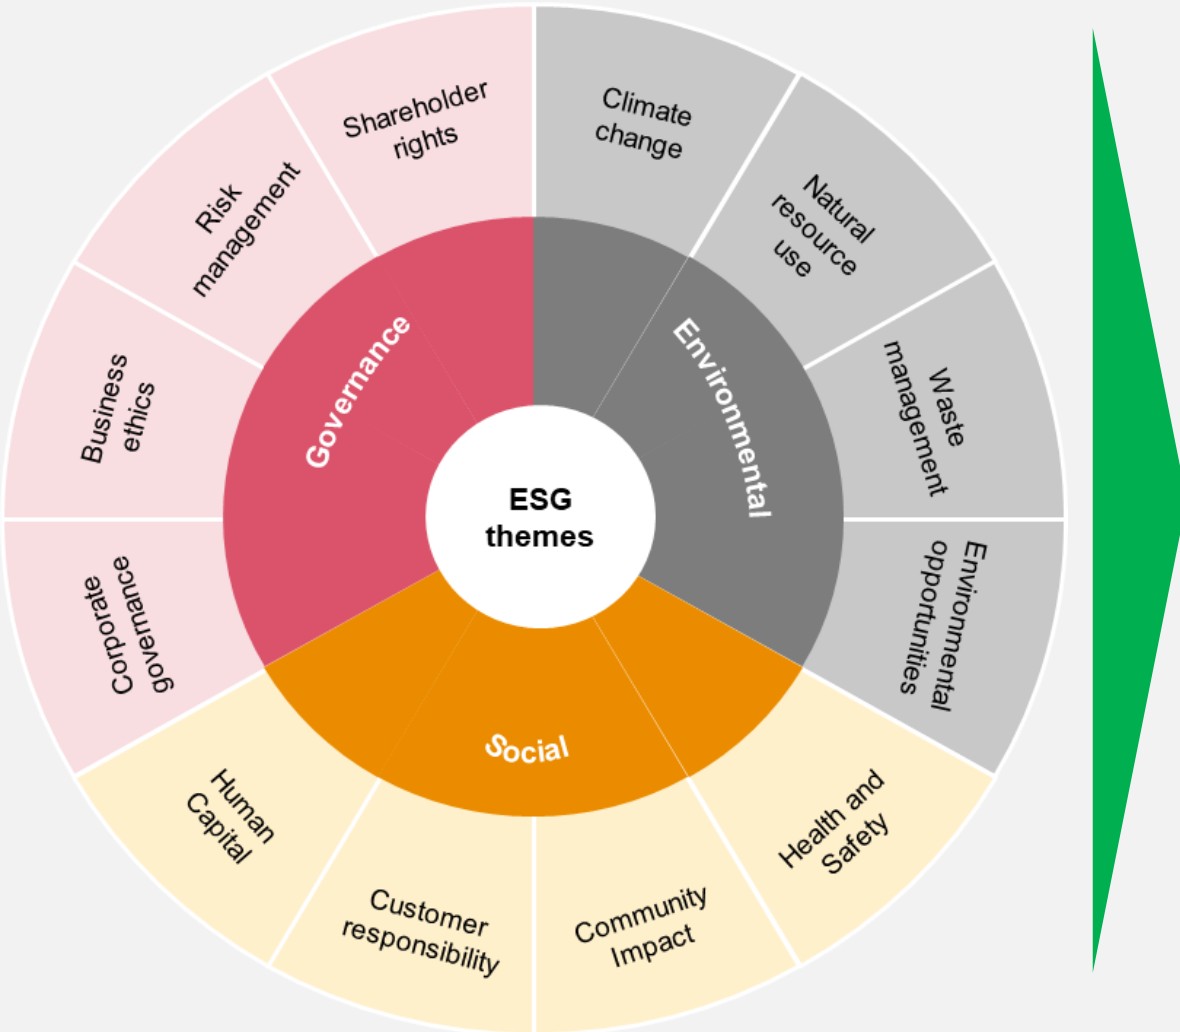 ESG
themes
Environmental
Climate
change
Natural
resource
use
Waste
management
Environmental
opportunities
Social
Health and
Safety
Community
Impact
Customer
responsibility
Human
Capital
Governance
Corporate
governance
Business
ethics
Risk
management
Shareholder
rights